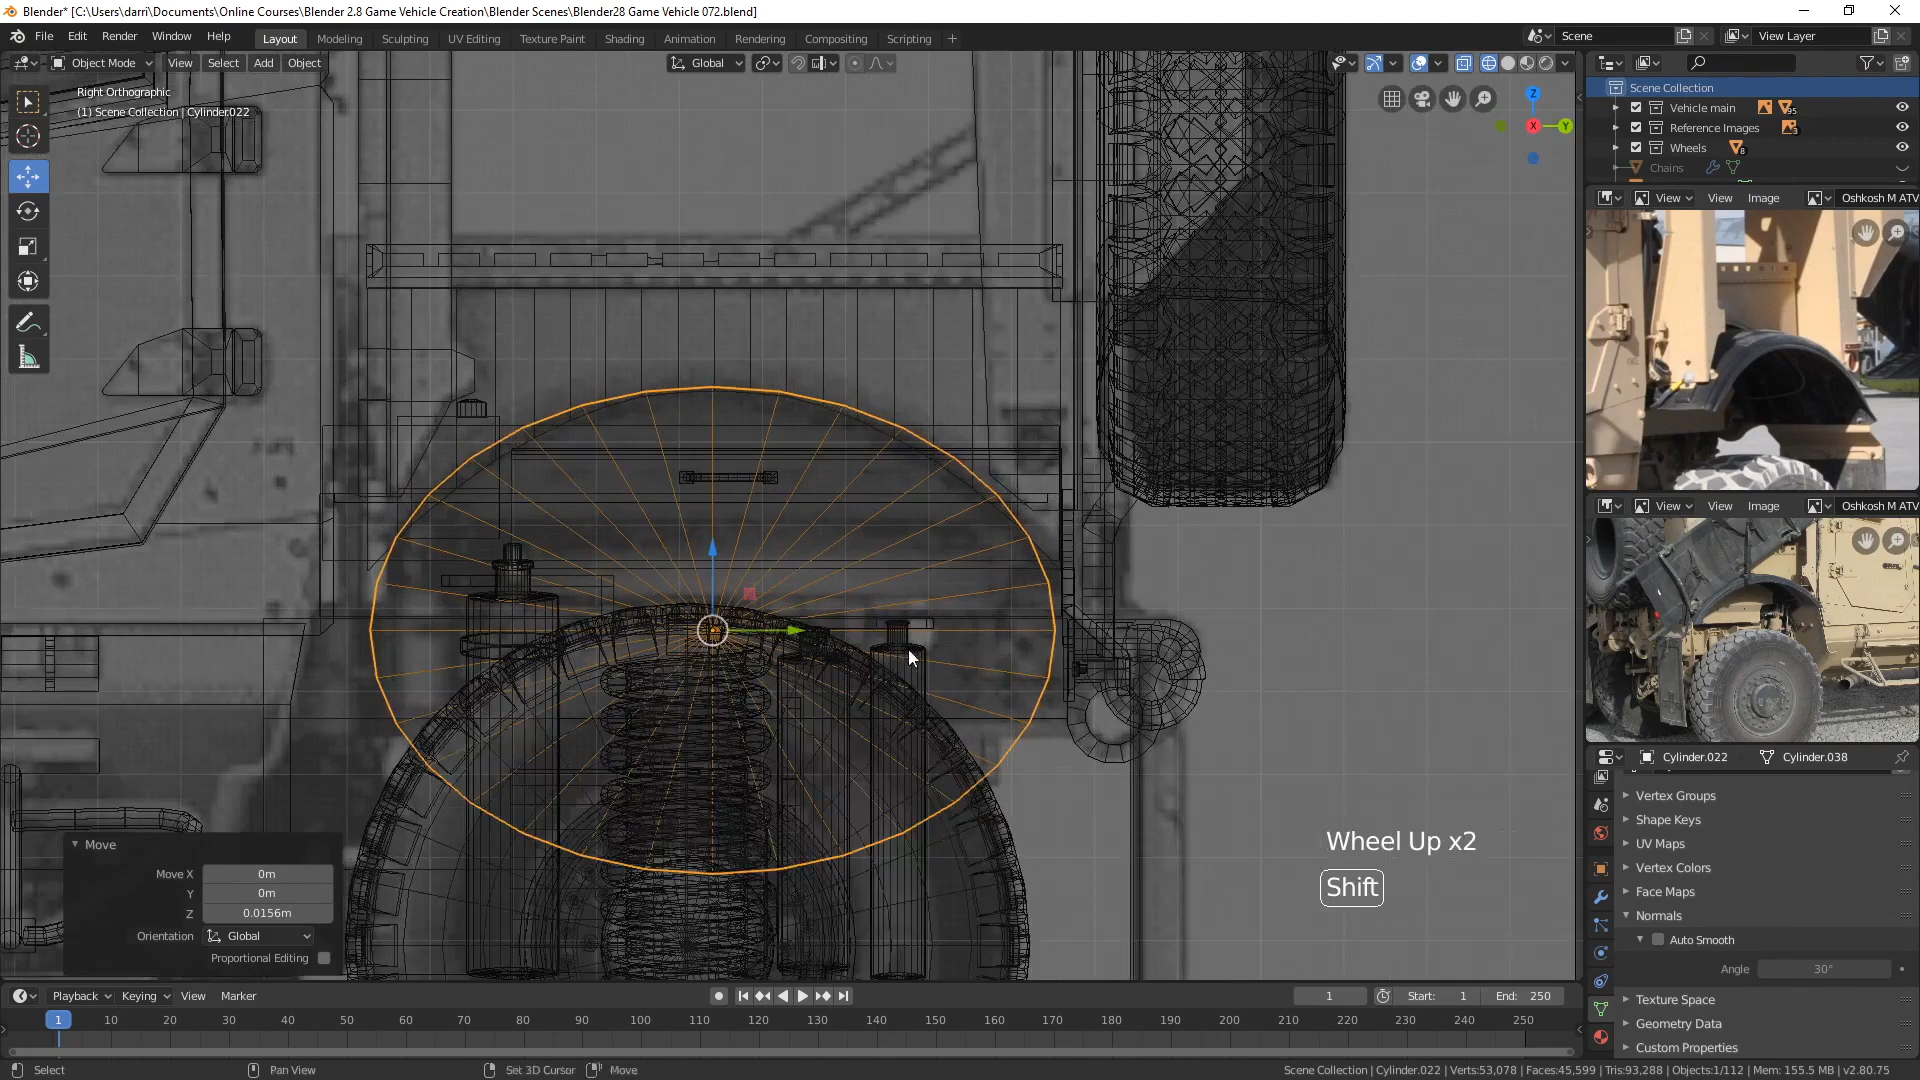 Blender* [C:\Users\darri\Documents\Online Courses\Blender 2.8 Game Vehicle Creation\Blender Scenes\Blender28 Game Vehicle 072.blend]
File Edit Render Window Help Layout Modeling Sculpting UV Editing Texture Paint Shading Animation Rendering Compositing Scripting Scene View Layer
Object Mode View Select Add Object Global
Right Orthographic
(1) Scene Collection | Cylinder.022
Z
X
Y
Scene Collection
Vehicle main 95
Reference Images 3
Wheels 8
Chains
View View Image Oshkosh M ATV
View View Image Oshkosh M ATV
Cylinder.022 Cylinder.038
Vertex Groups
Shape Keys
UV Maps
Vertex Colors
Face Maps
Normals
Auto Smooth
Angle 30°
Texture Space
Geometry Data
Custom Properties
Wheel Up x2
Shift
Move
Move X 0m
Y 0m
Z 0.0156m
Orientation Global
Proportional Editing
Playback Keying View Marker 1 Start: 1 End: 250
1 10 20 30 40 50 60 70 80 90 100 110 120 130 140 150 160 170 180 190 200 210 220 230 240 250
Select Pan View Set 3D Cursor Move Scene Collection | Cylinder.022 | Verts:53,078 | Faces:45,599 | Tris:93,288 | Objects:1/112 | Mem: 155.5 MB | v2.80.75